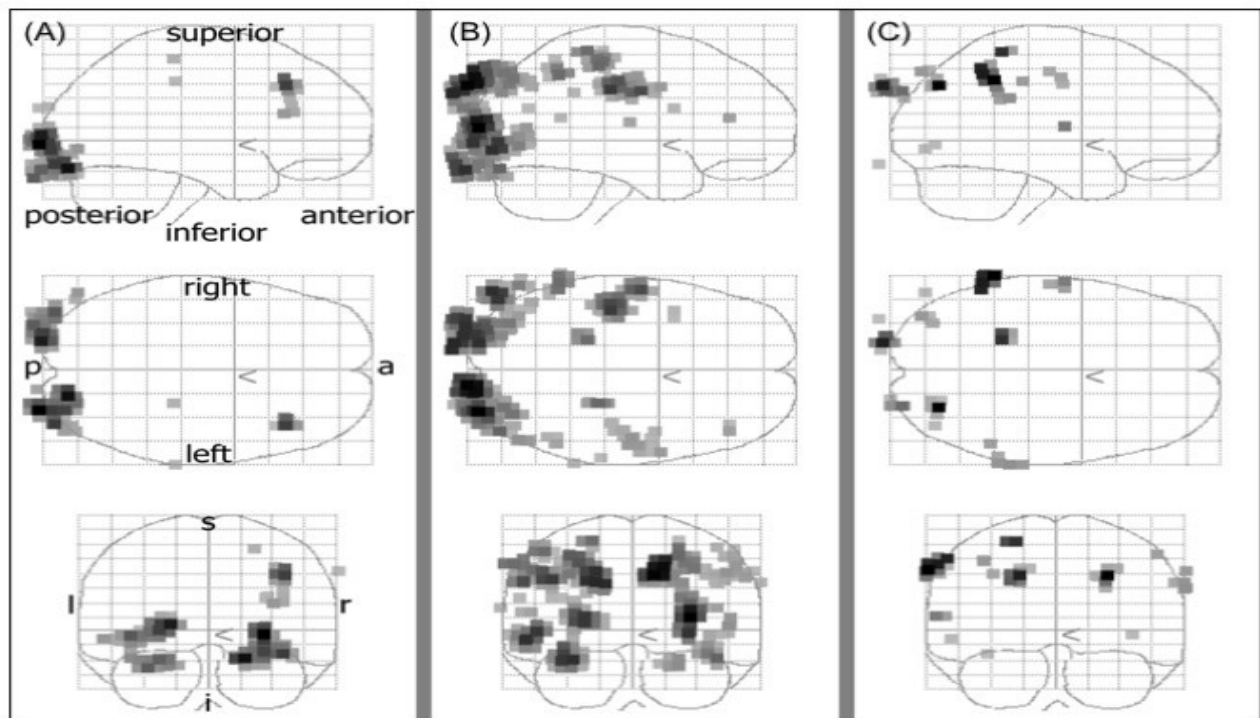 (A)
superior
posterior
anterior
inferior
right
p
a
left
s
l
r
i
(B)
(C)